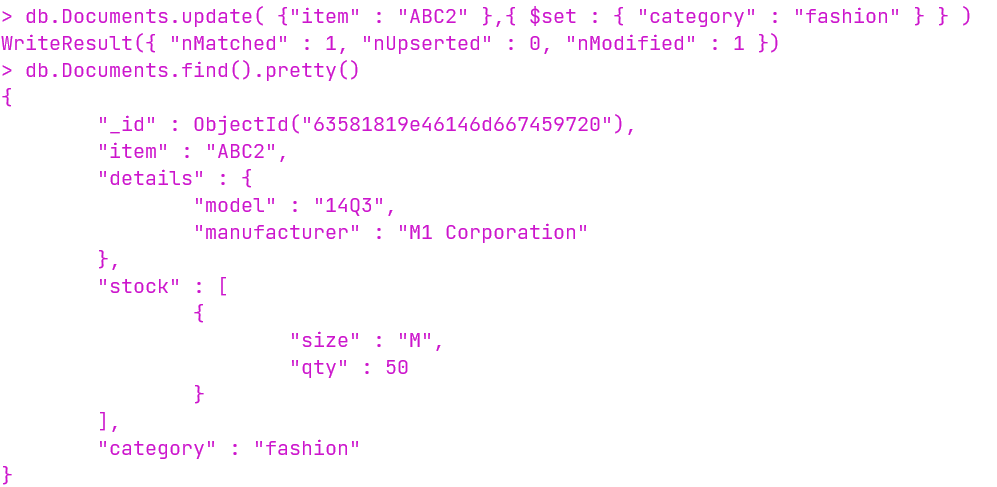 > db.Documents.update( {"item" : "ABC2" },{ $set : { "category" : "fashion" } } )
WriteResult({ "nMatched" : 1, "nUpserted" : 0, "nModified" : 1 })
> db.Documents.find().pretty()
{
        "_id" : ObjectId("63581819e46146d667459720"),
        "item" : "ABC2",
        "details" : {
                "model" : "14Q3",
                "manufacturer" : "M1 Corporation"
        },
        "stock" : [
                {
                        "size" : "M",
                        "qty" : 50
                }
        ],
        "category" : "fashion"
}